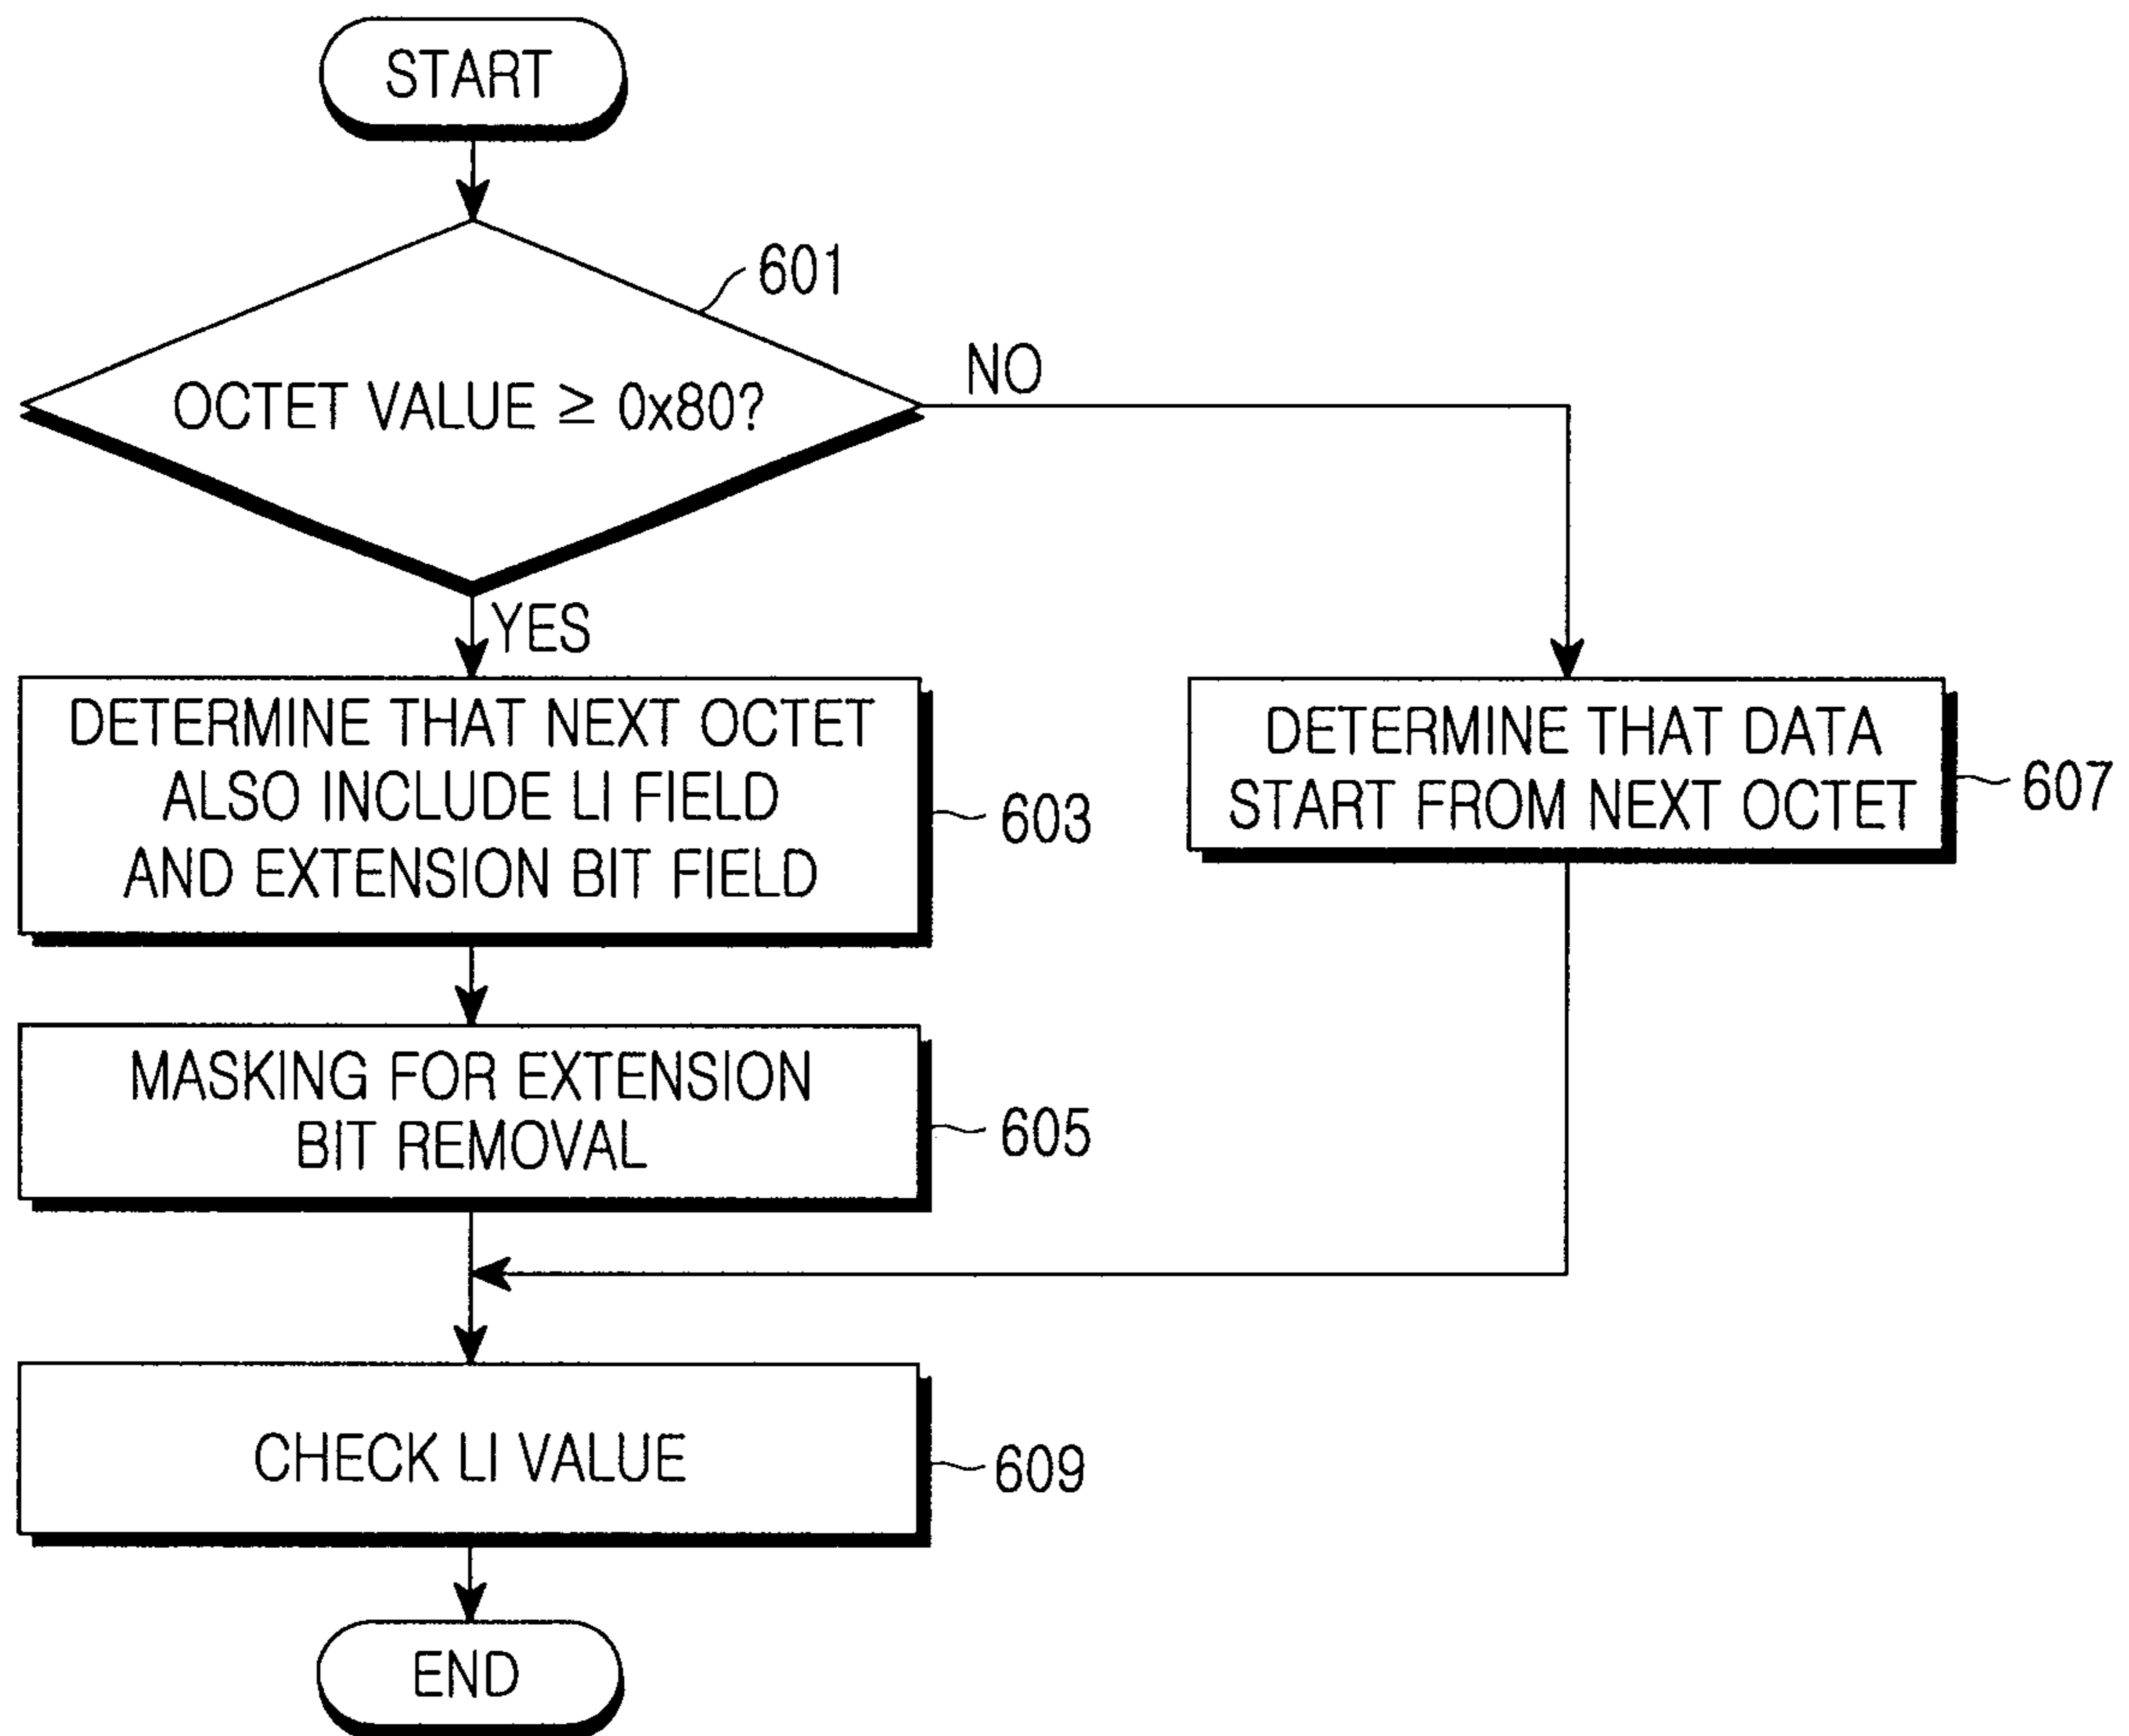 START
601
OCTET VALUE ≥ 0x80?
NO
YES
DETERMINE THAT NEXT OCTET
ALSO INCLUDE LI FIELD
AND EXTENSION BIT FIELD
603
DETERMINE THAT DATA
START FROM NEXT OCTET
607
MASKING FOR EXTENSION
BIT REMOVAL
605
CHECK LI VALUE
609
END